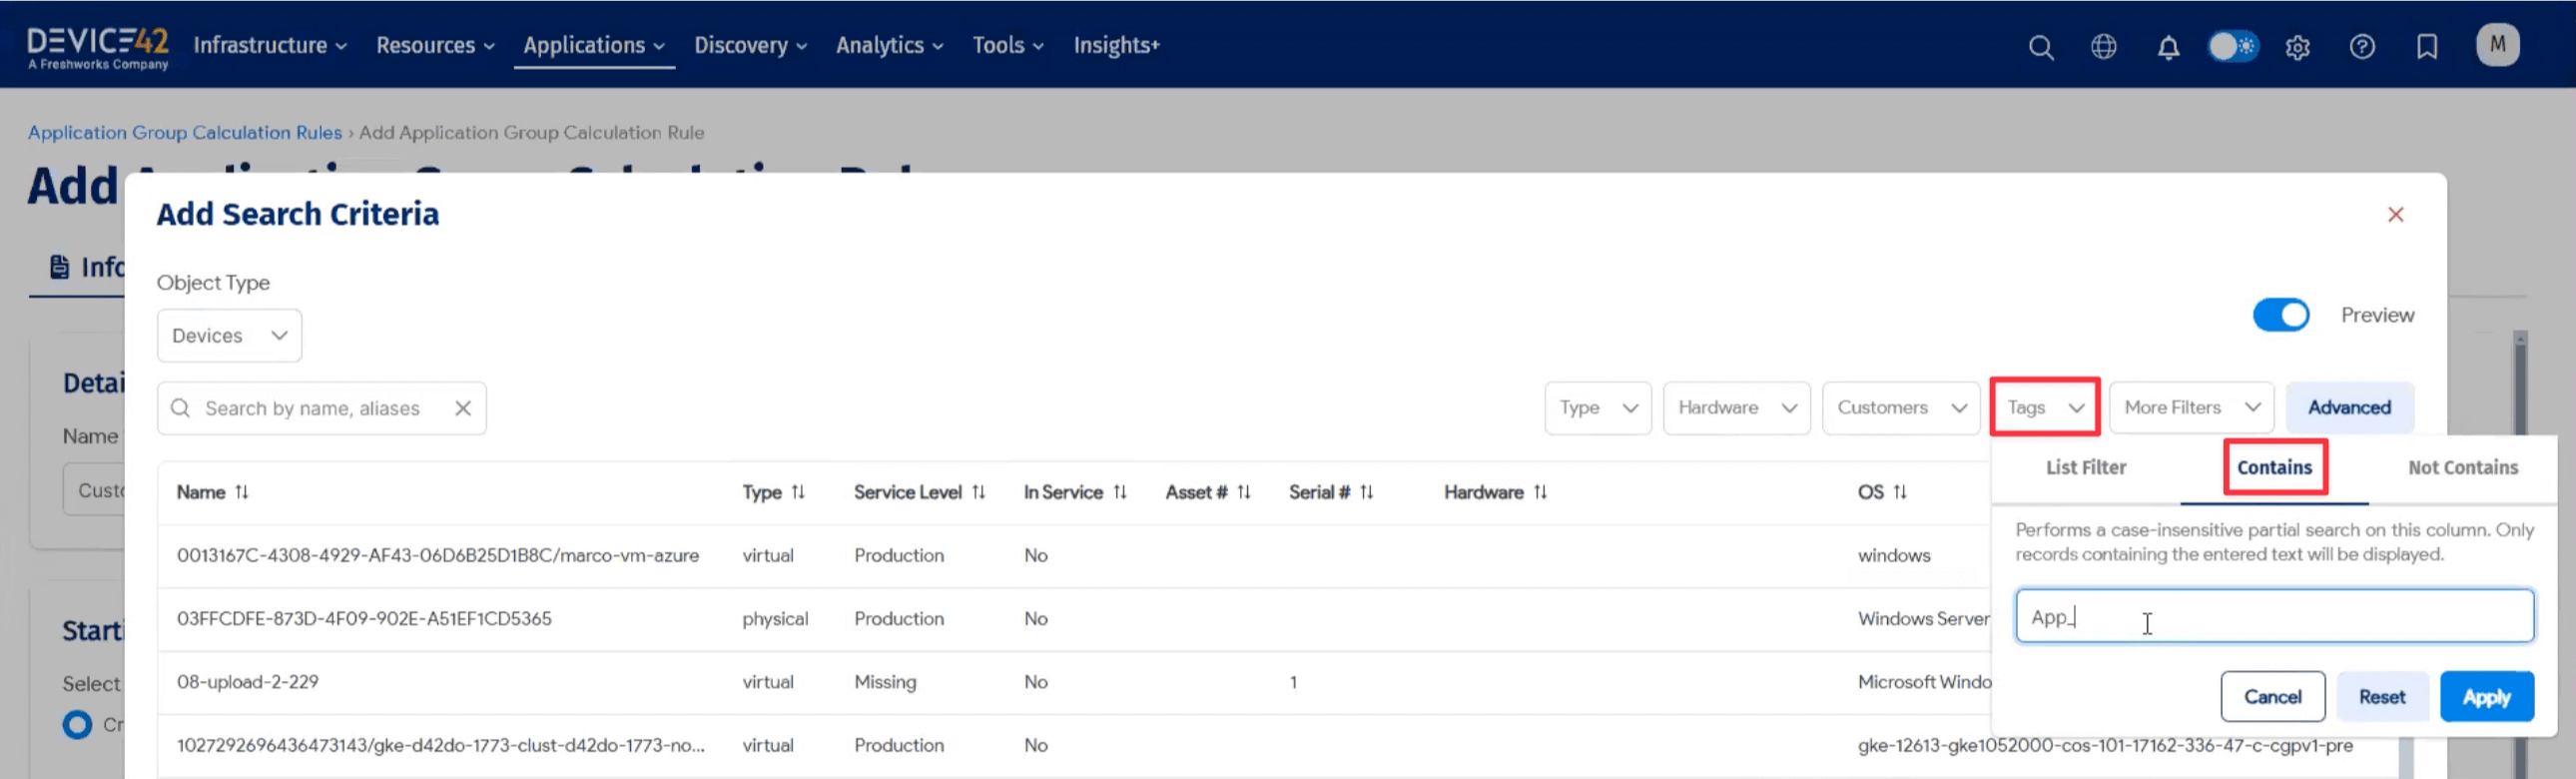 DEVICE42
A Freshworks Company
Infrastructure Resources Applications Discovery Analytics Tools Insights+
M
Application Group Calculation Rules › Add Application Group Calculation Rule
Add
Add Search Criteria
Info
Object Type
Devices
Preview
Search by name, aliases
Type Hardware Customers Tags More Filters Advanced
List Filter Contains Not Contains
Detai
Name
Custo
Name Type Service Level In Service Asset # Serial # Hardware OS
Performs a case-insensitive partial search on this column. Only
records containing the entered text will be displayed.
0013167C-4308-4929-AF43-06D6B25D1B8C/marco-vm-azure virtual Production No windows
03FFCDFE-873D-4F09-902E-A51EF1CD5365 physical Production No Windows Server
App_
Starti
Select
Cr
08-upload-2-229 virtual Missing No 1 Microsoft Windo
Cancel Reset Apply
1027292696436473143/gke-d42do-1773-clust-d42do-1773-no... virtual Production No gke-12613-gke1052000-cos-101-17162-336-47-c-cgpv1-pre